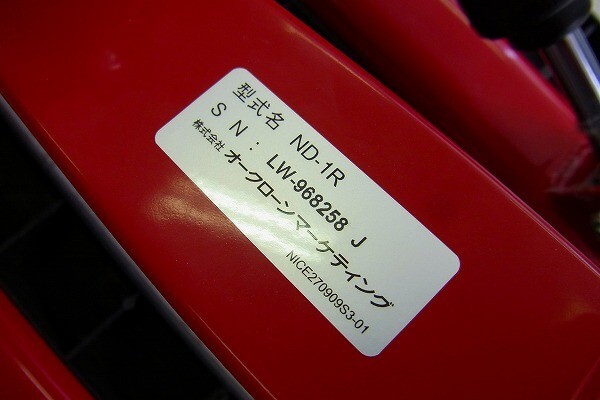 型式名 ND-1R
SN: LW-968258 J
株式会社 オークローンマーケティング
NICE270909S3-01